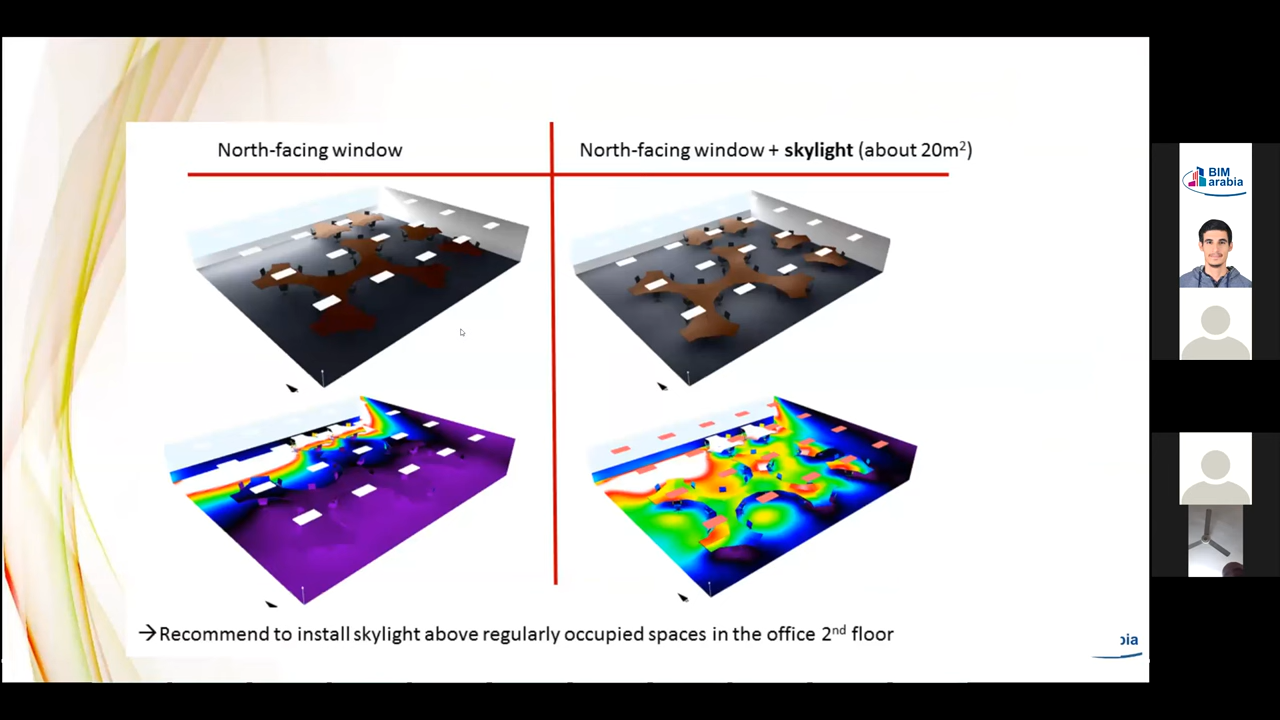 North-facing window
North-facing window + skylight (about 20m²)
→Recommend to install skylight above regularly occupied spaces in the office 2nd floor
BIM
arabia
bia